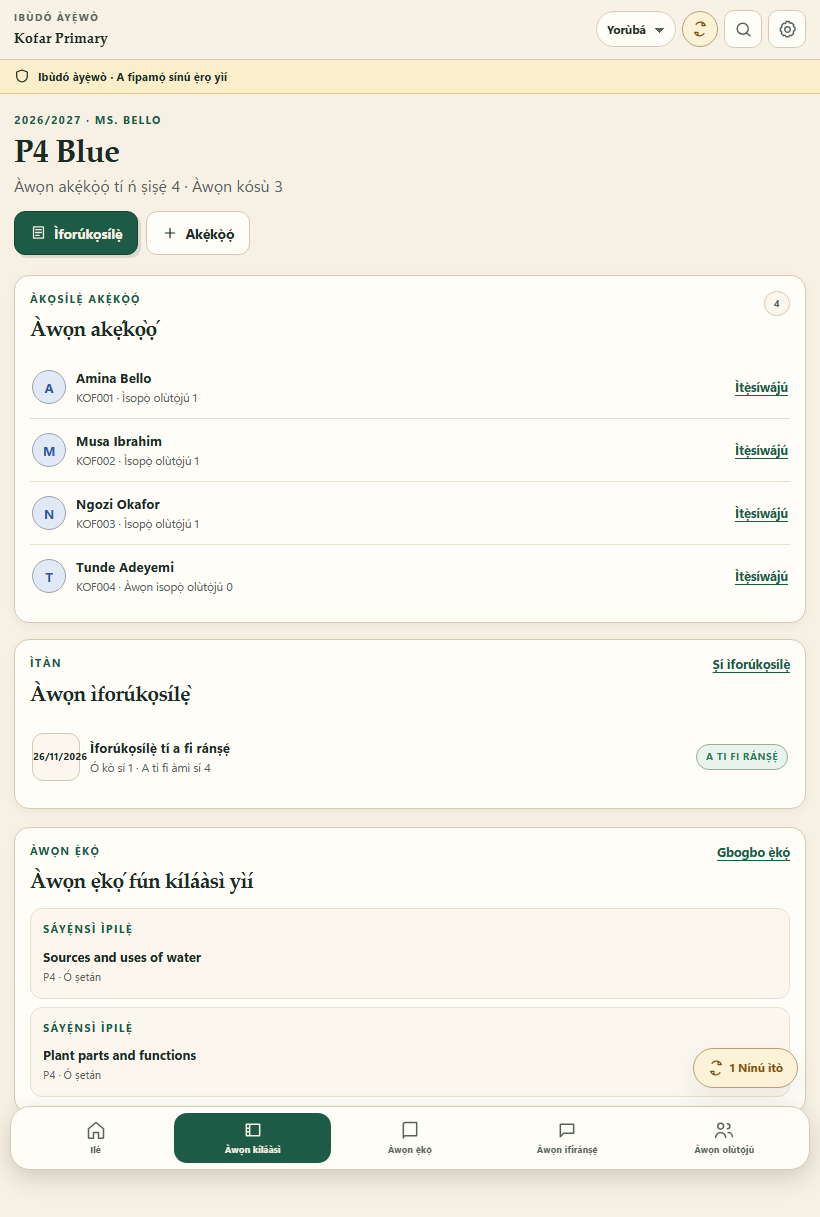 ÌBÙDÓ ÀYẸ̀WÒ
Kofar Primary
Yorùbá
Ibùdó àyẹ̀wò · A fipamọ́ sínú ẹ̀rọ yìí
2026/2027 · MS. BELLO
P4 Blue
Àwọn akẹ́kọ̀ọ́ tí ń ṣiṣẹ́ 4 · Àwọn kósù 3
Ìforúkọsílẹ̀
Akẹ́kọ̀ọ́
ÀKỌSÍLẸ̀ AKẸ́KỌ̀Ọ́
4
Àwọn akẹ́kọ̀ọ́
A
Amina Bello
KOF001 · Ìsopọ̀ olùtọ́jú 1
Ìtẹ̀síwájú
M
Musa Ibrahim
KOF002 · Ìsopọ̀ olùtọ́jú 1
Ìtẹ̀síwájú
N
Ngozi Okafor
KOF003 · Ìsopọ̀ olùtọ́jú 1
Ìtẹ̀síwájú
T
Tunde Adeyemi
KOF004 · Àwọn ìsopọ̀ olùtọ́jú 0
Ìtẹ̀síwájú
ÌTÀN
Ṣí ìforúkọsílẹ̀
Àwọn ìforúkọsílẹ̀
26/11/2026
Ìforúkọsílẹ̀ tí a fi ránṣẹ́
Ó kò sí 1 · A ti fi àmì sí 4
A TI FI RÁNṢẸ́
ÀWỌN Ẹ̀KỌ́
Gbogbo ẹ̀kọ́
Àwọn ẹ̀kọ́ fún kíláàsì yìí
SÁYẸ́NSÌ ÌPILẸ̀
Sources and uses of water
P4 · Ó ṣetán
SÁYẸ́NSÌ ÌPILẸ̀
Plant parts and functions
P4 · Ó ṣetán
1 Nínú ìtò
Ilé
Àwọn kíláàsì
Àwọn ẹ̀kọ́
Àwọn ìfiránṣẹ́
Àwọn olùtọ́jú